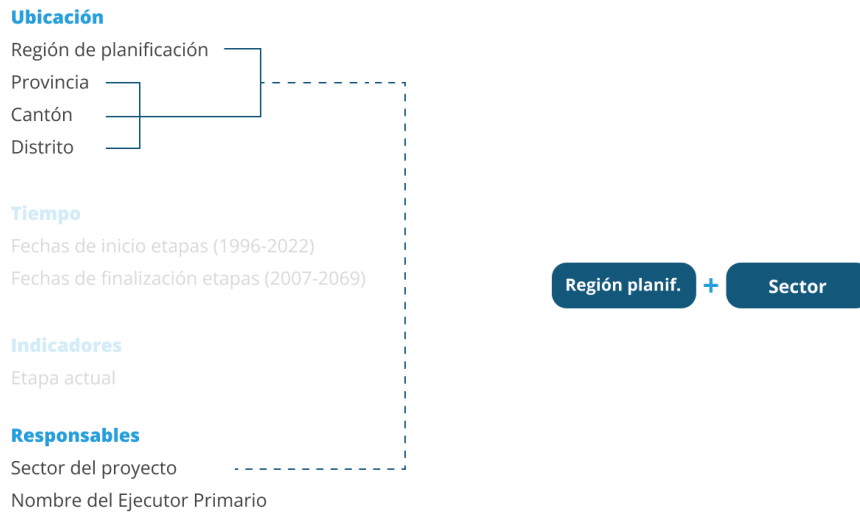 Ubicación
Región de planificación
Provincia
Cantón
Distrito
Tiempo
Fechas de inicio etapas (1996-2022)
Fechas de finalización etapas (2007-2069)
Región planif. + Sector
Indicadores
Etapa actual
Responsables
Sector del proyecto
Nombre del Ejecutor Primario